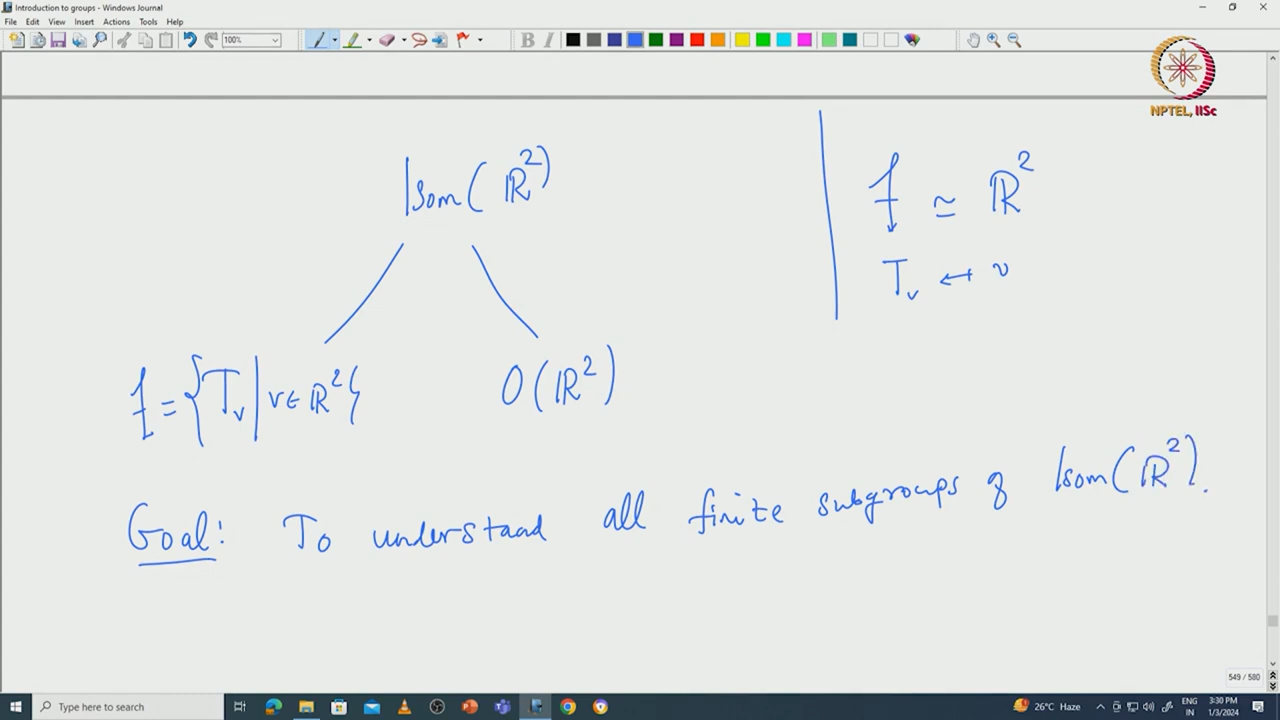 Introduction to groups - Windows Journal
File Edit View Insert Actions Tools Help
100%
B I
NPTEL, IISc
Isom(ℝ²)
f ≃ ℝ²
T_v ↔ v
f = {T_v | v ∈ ℝ²}
O(ℝ²)
Goal: To understand all finite subgroups of Isom(ℝ²).
549 / 580
Type here to search
26°C Haze
ENG
IN
3:30 PM
1/3/2024